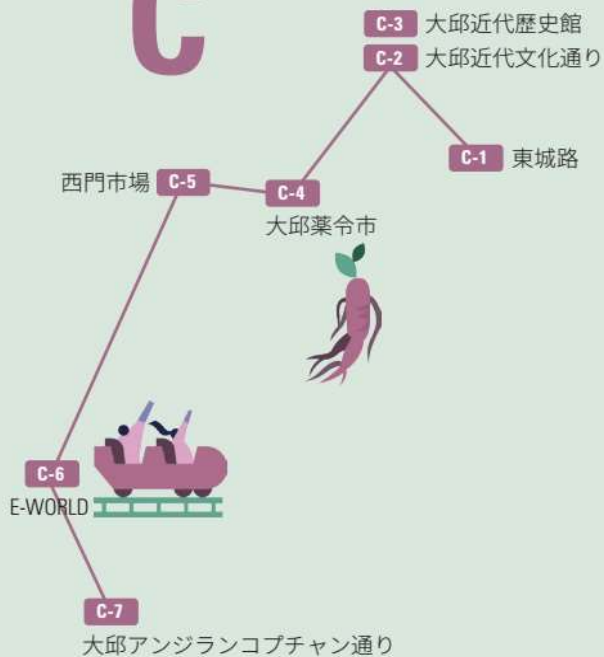 C
C-3 大邱近代歴史館
C-2 大邱近代文化通り
C-1 東城路
西門市場 C-5
C-4
大邱薬令市
C-6
E-WORLD
C-7
大邱アンジランコプチャン通り